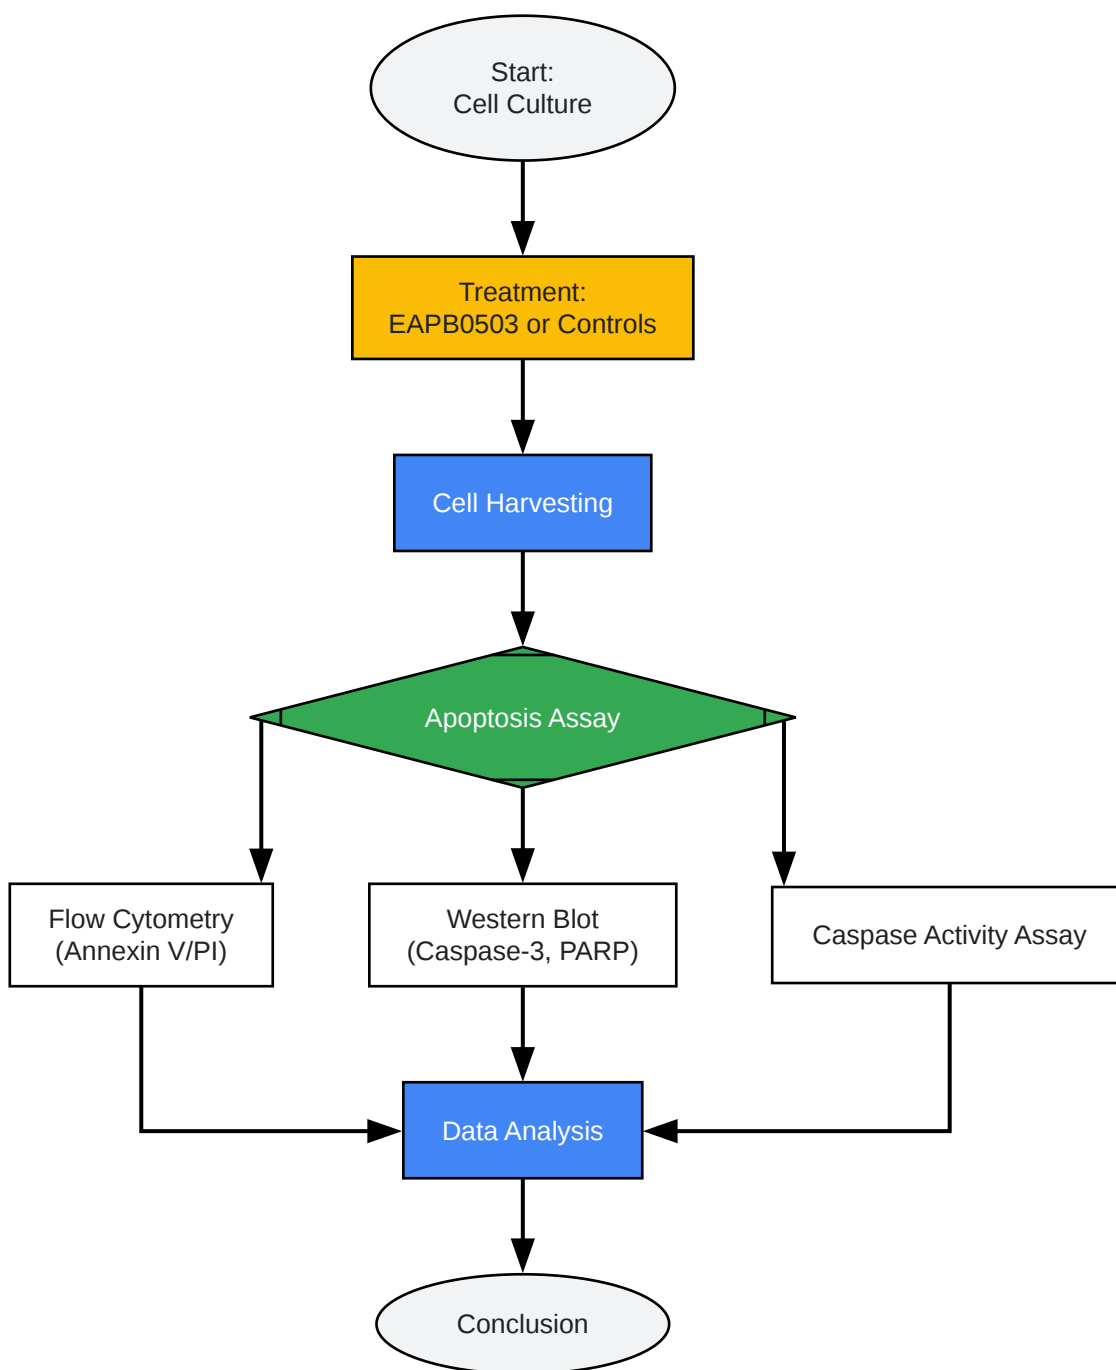 Start:
Cell Culture
Treatment:
EAPB0503 or Controls
Cell Harvesting
Apoptosis Assay
Flow Cytometry
(Annexin V/PI)
Western Blot
(Caspase-3, PARP)
Caspase Activity Assay
Data Analysis
Conclusion